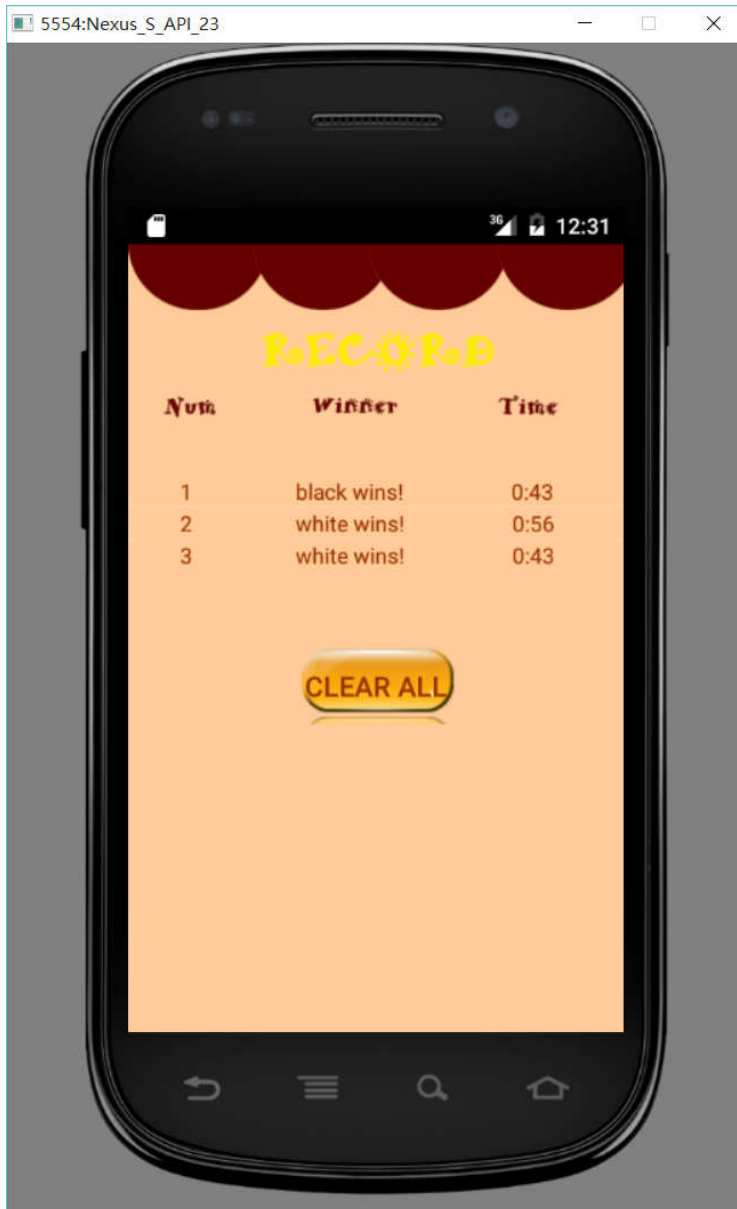 5554:Nexus_S_API_23
3G 12:31
RECORD
Num Winner Time
1 black wins! 0:43
2 white wins! 0:56
3 white wins! 0:43
CLEAR ALL